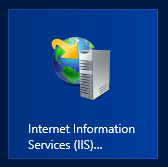 Internet Information
Services (IIS)...